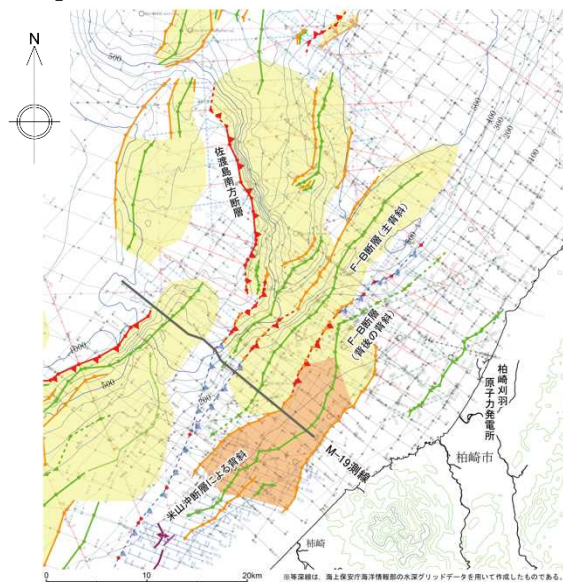 N
500
佐渡島南方断層
F-B断層(主背斜)
500
400
300
200
100
F-B断層
(背後の背斜)
1000
500
200
柏崎刈羽
原子力発電所
M-19測線
柏崎市
米山沖断層による背斜
柿崎
0
10
20km
※等深線は、海上保安庁海洋情報部の水深グリッドデータを用いて作成したものである。